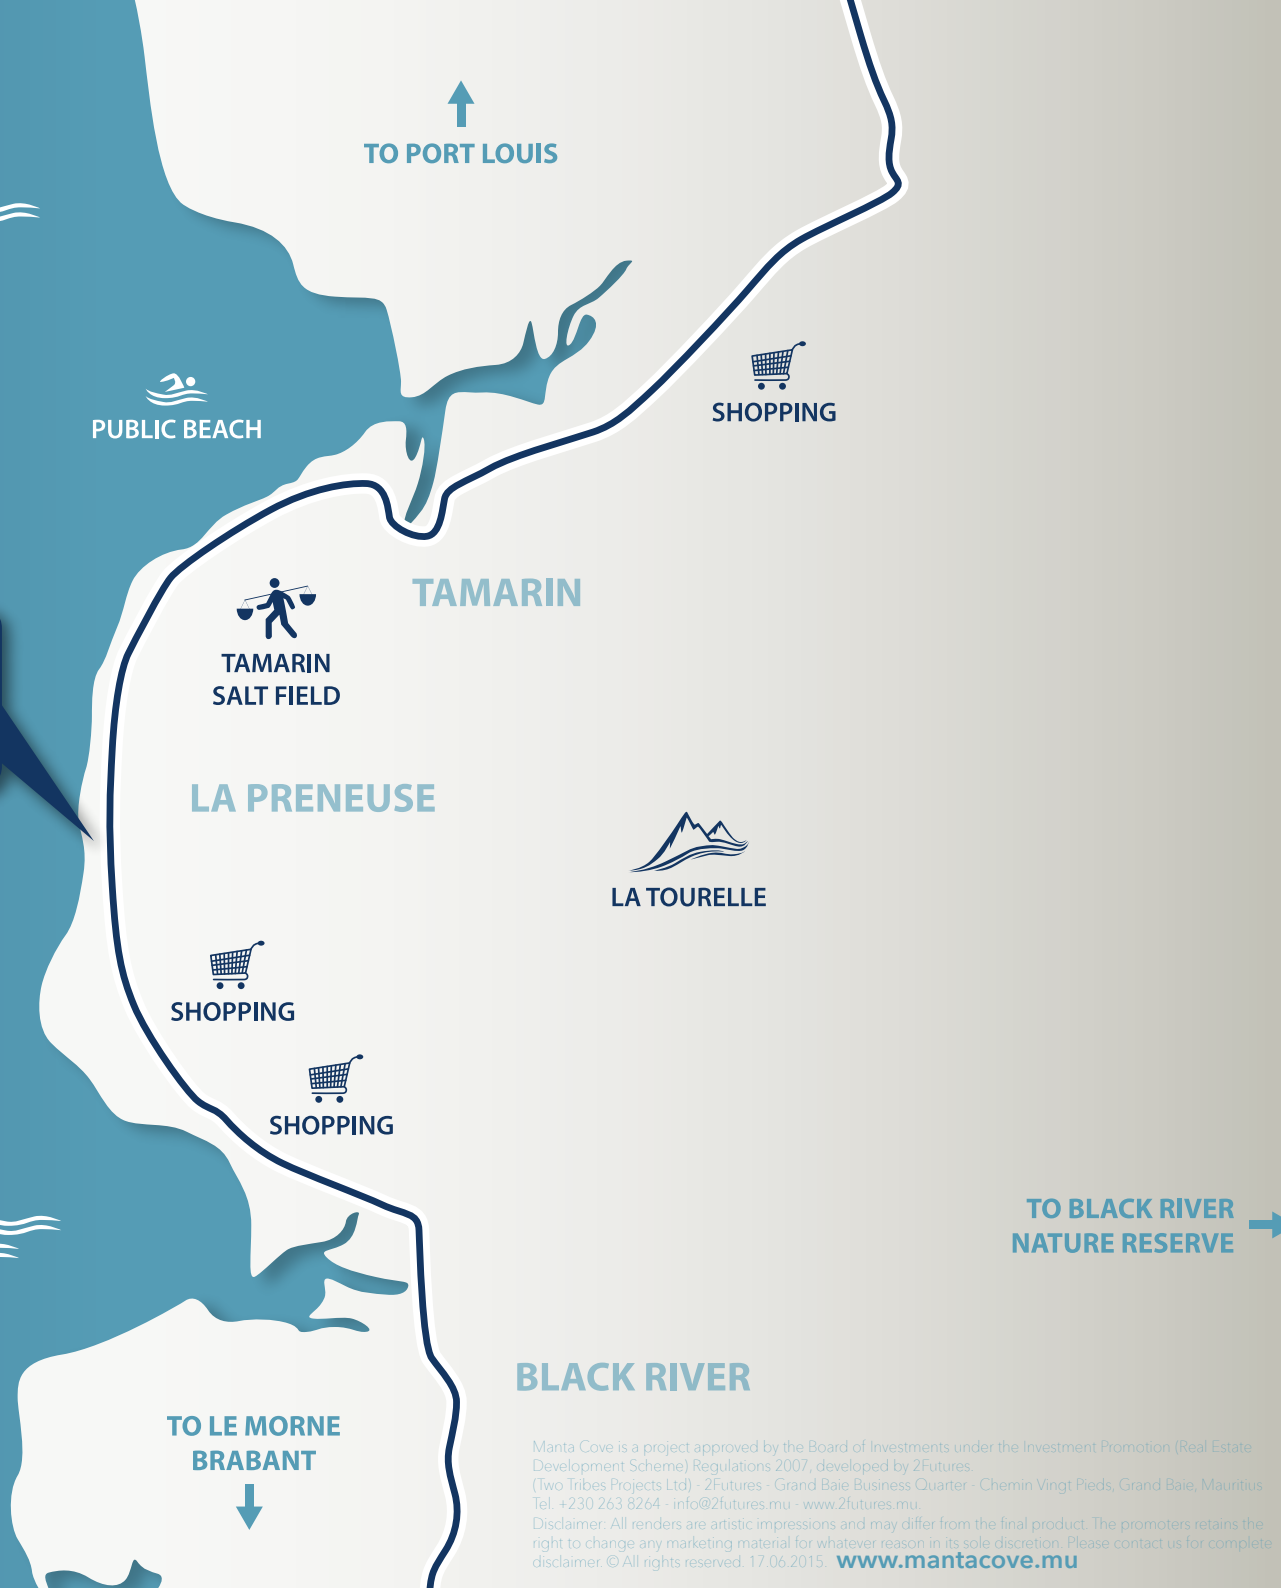 TO PORT LOUIS
SHOPPING
PUBLIC BEACH
TAMARIN
TAMARIN
SALT FIELD
LA PRENEUSE
LA TOURELLE
SHOPPING
SHOPPING
TO BLACK RIVER
NATURE RESERVE
BLACK RIVER
TO LE MORNE
BRABANT
Manta Cove is a project approved by the Board of Investments under the Investment Promotion (Real Estate
Development Scheme) Regulations 2007, developed by 2Futures.
(Two Tribes Projects Ltd) - 2Futures - Grand Baie Business Quarter - Chemin Vingt Pieds, Grand Baie, Mauritius
Tel. +230 263 8264 - info@2futures.mu - www.2futures.mu.
Disclaimer: All renders are artistic impressions and may differ from the final product. The promoters retains the
right to change any marketing material for whatever reason in its sole discretion. Please contact us for complete
disclaimer. © All rights reserved. 17.06.2015. www.mantacove.mu